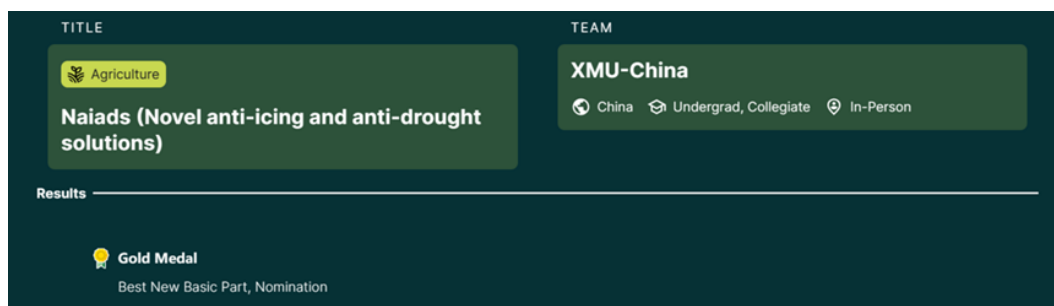 TITLE
Agriculture
Naiads (Novel anti-icing and anti-drought
solutions)
TEAM
XMU-China
China Undergrad, Collegiate In-Person
Results
Gold Medal
Best New Basic Part, Nomination